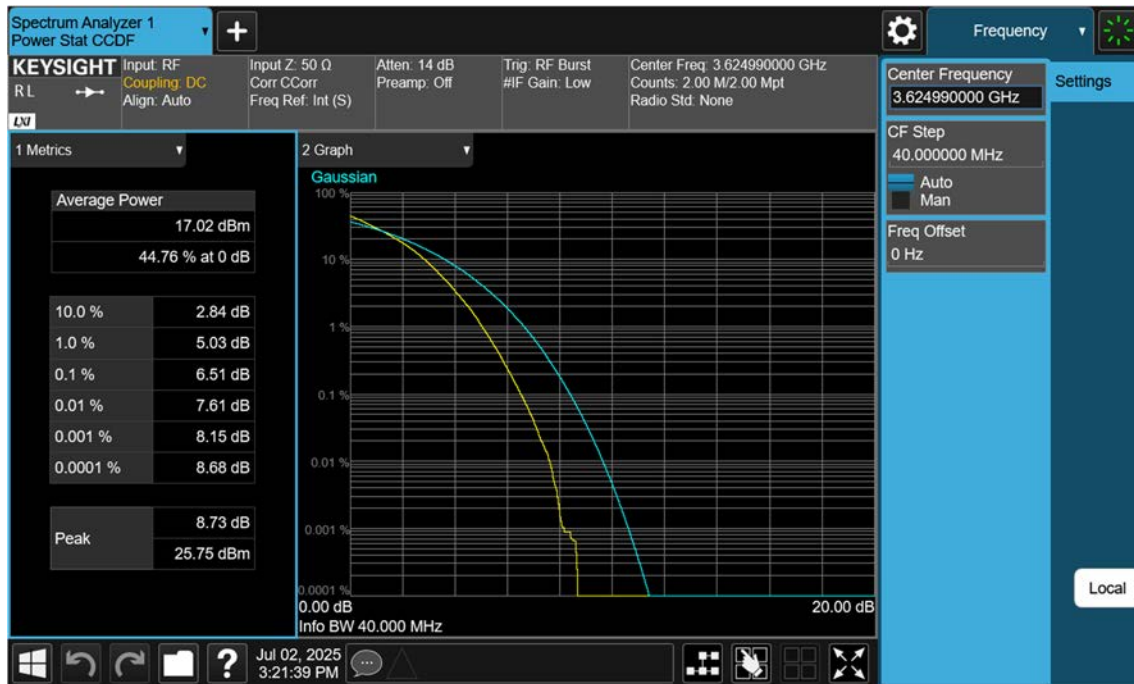 Spectrum Analyzer 1
Power Stat CCDF
+
Frequency
KEYSIGHT
R L
LXI
Input: RF
Coupling: DC
Align: Auto
Input Z: 50 Ω
Corr CCorr
Freq Ref: Int (S)
Atten: 14 dB
Preamp: Off
Trig: RF Burst
#IF Gain: Low
Center Freq: 3.624990000 GHz
Counts: 2.00 M/2.00 Mpt
Radio Std: None
Center Frequency
3.624990000 GHz
Settings
CF Step
40.000000 MHz
Auto
Man
Freq Offset
0 Hz
1 Metrics
Average Power
17.02 dBm
44.76 % at 0 dB
10.0 % 2.84 dB
1.0 % 5.03 dB
0.1 % 6.51 dB
0.01 % 7.61 dB
0.001 % 8.15 dB
0.0001 % 8.68 dB
Peak
8.73 dB
25.75 dBm
2 Graph
Gaussian
100 %
10 %
1 %
0.1 %
0.01 %
0.001 %
0.0001 %
0.00 dB 20.00 dB
Info BW 40.000 MHz
Local
?
Jul 02, 2025
3:21:39 PM